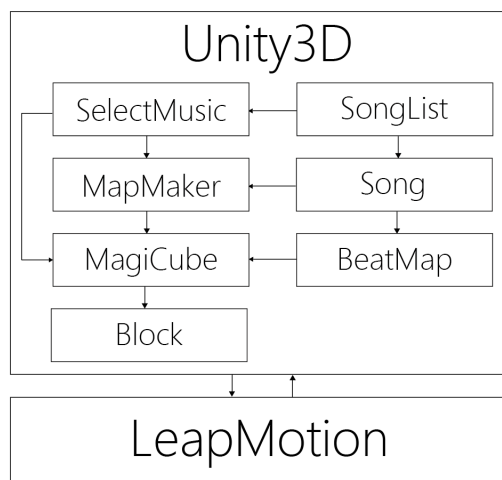 Unity3D
SelectMusic
SongList
MapMaker
Song
MagiCube
BeatMap
Block
LeapMotion